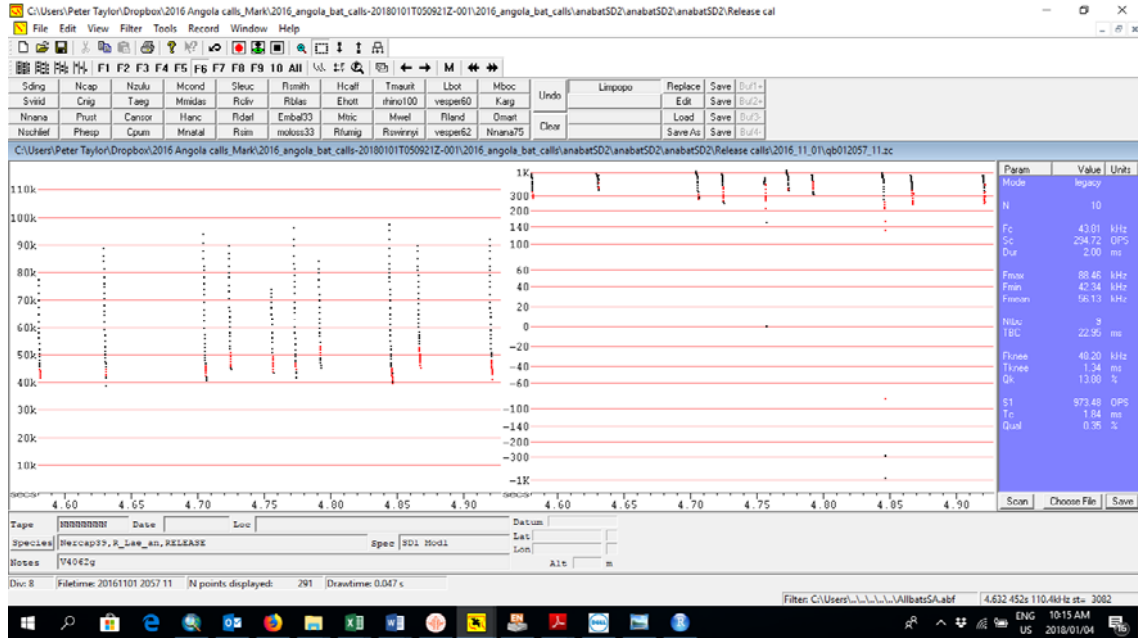 C:\Users\Peter Taylor\Dropbox\2016 Angola calls_Mark\2016_angola_bat_calls-20180101T050921Z-001\2016_angola_bat_calls\anabatSD2\anabatSD2\anabatSD2\Release cal
File Edit View Filter Tools Record Window Help
F1 F2 F3 F4 F5 F6 F7 F8 F9 10 All M
Sding Ncap Nzulu Mcond Sleuc Rsmith Hcaff Tmaurit Lbot Mboc Undo Limpopo Replace Save Buf1+
Svirid Cnig Taeg Mmidas Rcliv Rblas Ehott rhino100 vesper60 Karg Edit Save Buf2+
Nnana Prust Cansor Hanc Rdarl Embal33 Mtric Mwel Rland Omart Clear Load Save Buf3-
Nschlief Phesp Cpum Mnatal Rsim moloss33 Rfumig Rswinnyi vesper62 Nnana75 Save As Save Buf4-
C:\Users\Peter Taylor\Dropbox\2016 Angola calls_Mark\2016_angola_bat_calls-20180101T050921Z-001\2016_angola_bat_calls\anabatSD2\anabatSD2\anabatSD2\Release calls\2016_11_01\qb012057_11.zc
110k
100k
90k
80k
70k
60k
50k
40k
30k
20k
10k
secs 4.60 4.65 4.70 4.75 4.80 4.85 4.90
1K
300
200
140
100
60
40
20
0
-20
-40
-60
-100
-140
-200
-300
-1K
secs 4.60 4.65 4.70 4.75 4.80 4.85 4.90
Param Value Units
Mode legacy
N 10
Fc 43.81 kHz
Sc 294.72 OPS
Dur 2.00 ms
Fmax 88.46 kHz
Fmin 42.34 kHz
Fmean 56.13 kHz
Ntbc 9
TBC 22.95 ms
Fknee 48.20 kHz
Tknee 1.34 ms
Qk 13.88 %
S1 973.48 OPS
Tc 1.84 ms
Qual 0.35 %
Scan Choose File Save
Tape Date Loc Datum
Species Nercap39,R_Lae_an,RELEASE Spec SD1 Mod1 Lat
Lon
Notes V406Zg Alt m
Div: 8 Filetime: 20161101 2057 11 N points displayed: 291 Drawtime: 0.047 s
Filter: C:\Users\...\...\...\...\AllbatsSA.abf 4.632 452s 110.4kHz st= 3082
ENG 10:15 AM
US 2018/01/04